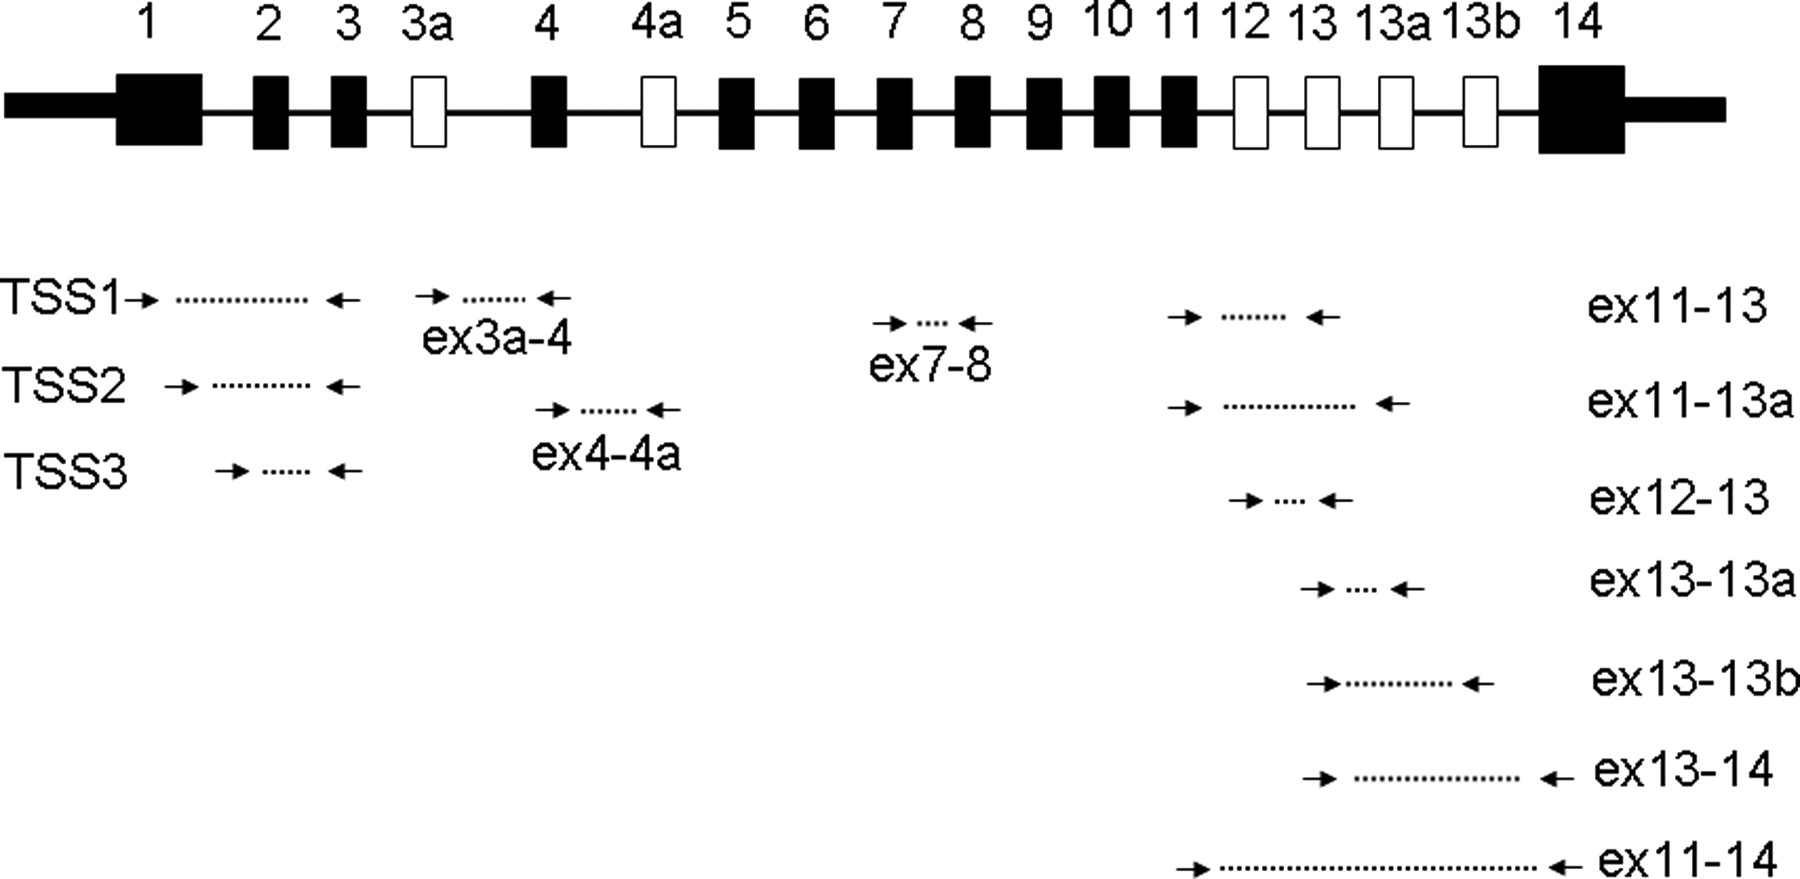 1 2 3 3a 4 4a 5 6 7 8 9 10 11 12 13 13a 13b 14
TSS1
ex3a-4
ex7-8
ex11-13
TSS2
ex4-4a
ex11-13a
TSS3
ex12-13
ex13-13a
ex13-13b
ex13-14
ex11-14